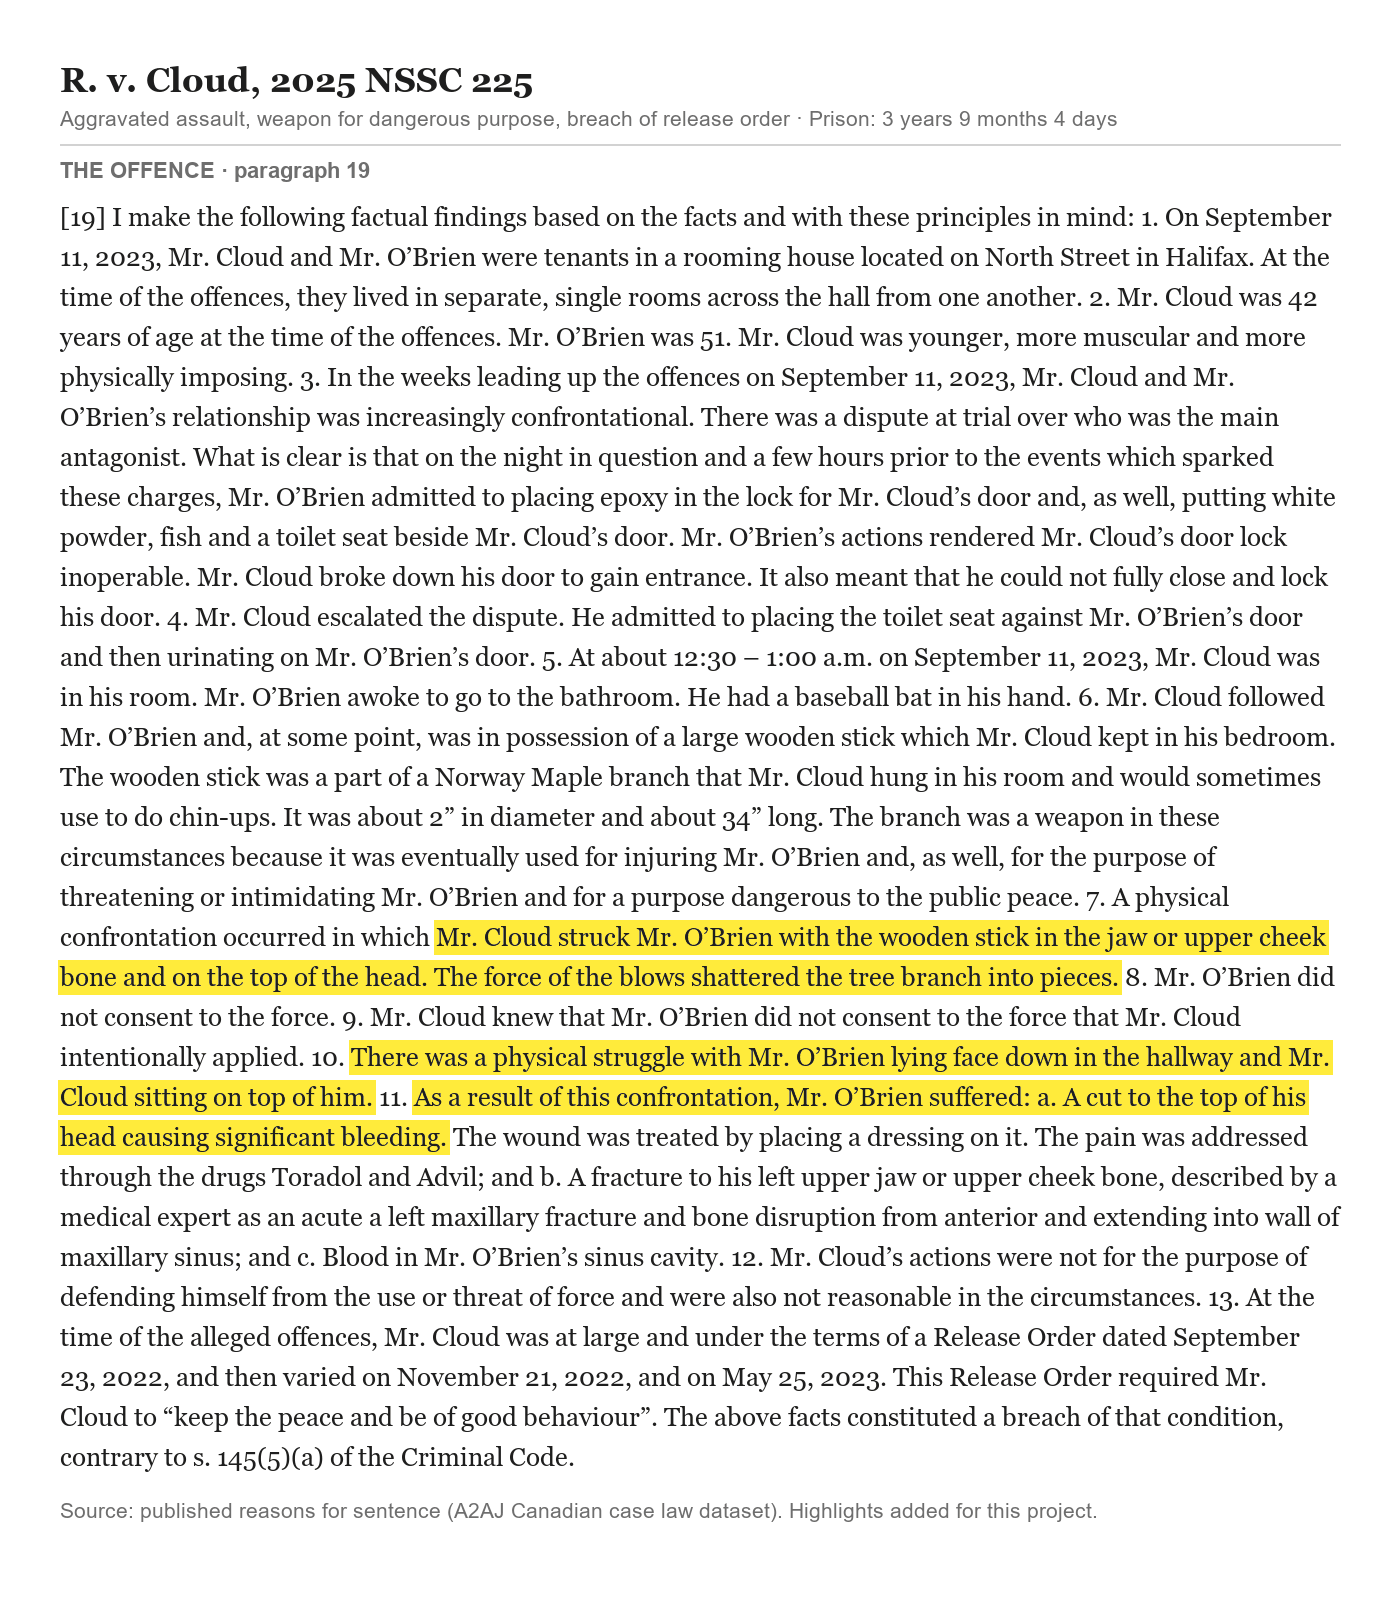 R. v. Cloud, 2025 NSSC 225
Aggravated assault, weapon for dangerous purpose, breach of release order · Prison: 3 years 9 months 4 days
THE OFFENCE · paragraph 19
[19] I make the following factual findings based on the facts and with these principles in mind: 1. On September
11, 2023, Mr. Cloud and Mr. O’Brien were tenants in a rooming house located on North Street in Halifax. At the
time of the offences, they lived in separate, single rooms across the hall from one another. 2. Mr. Cloud was 42
years of age at the time of the offences. Mr. O’Brien was 51. Mr. Cloud was younger, more muscular and more
physically imposing. 3. In the weeks leading up the offences on September 11, 2023, Mr. Cloud and Mr.
O’Brien’s relationship was increasingly confrontational. There was a dispute at trial over who was the main
antagonist. What is clear is that on the night in question and a few hours prior to the events which sparked
these charges, Mr. O’Brien admitted to placing epoxy in the lock for Mr. Cloud’s door and, as well, putting white
powder, fish and a toilet seat beside Mr. Cloud’s door. Mr. O’Brien’s actions rendered Mr. Cloud’s door lock
inoperable. Mr. Cloud broke down his door to gain entrance. It also meant that he could not fully close and lock
his door. 4. Mr. Cloud escalated the dispute. He admitted to placing the toilet seat against Mr. O’Brien’s door
and then urinating on Mr. O’Brien’s door. 5. At about 12:30 – 1:00 a.m. on September 11, 2023, Mr. Cloud was
in his room. Mr. O’Brien awoke to go to the bathroom. He had a baseball bat in his hand. 6. Mr. Cloud followed
Mr. O’Brien and, at some point, was in possession of a large wooden stick which Mr. Cloud kept in his bedroom.
The wooden stick was a part of a Norway Maple branch that Mr. Cloud hung in his room and would sometimes
use to do chin-ups. It was about 2” in diameter and about 34” long. The branch was a weapon in these
circumstances because it was eventually used for injuring Mr. O’Brien and, as well, for the purpose of
threatening or intimidating Mr. O’Brien and for a purpose dangerous to the public peace. 7. A physical
confrontation occurred in which Mr. Cloud struck Mr. O’Brien with the wooden stick in the jaw or upper cheek
bone and on the top of the head. The force of the blows shattered the tree branch into pieces. 8. Mr. O’Brien did
not consent to the force. 9. Mr. Cloud knew that Mr. O’Brien did not consent to the force that Mr. Cloud
intentionally applied. 10. There was a physical struggle with Mr. O’Brien lying face down in the hallway and Mr.
Cloud sitting on top of him. 11. As a result of this confrontation, Mr. O’Brien suffered: a. A cut to the top of his
head causing significant bleeding. The wound was treated by placing a dressing on it. The pain was addressed
through the drugs Toradol and Advil; and b. A fracture to his left upper jaw or upper cheek bone, described by a
medical expert as an acute a left maxillary fracture and bone disruption from anterior and extending into wall of
maxillary sinus; and c. Blood in Mr. O’Brien’s sinus cavity. 12. Mr. Cloud’s actions were not for the purpose of
defending himself from the use or threat of force and were also not reasonable in the circumstances. 13. At the
time of the alleged offences, Mr. Cloud was at large and under the terms of a Release Order dated September
23, 2022, and then varied on November 21, 2022, and on May 25, 2023. This Release Order required Mr.
Cloud to “keep the peace and be of good behaviour”. The above facts constituted a breach of that condition,
contrary to s. 145(5)(a) of the Criminal Code.
Source: published reasons for sentence (A2AJ Canadian case law dataset). Highlights added for this project.